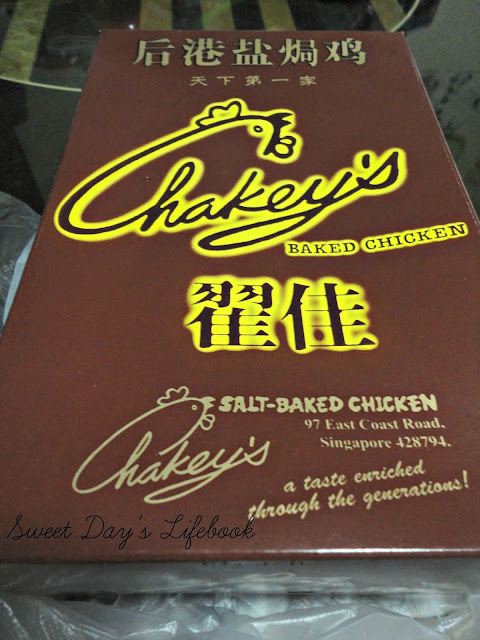 后港盐焗鸡
天下第一家
Chakey's
BAKED CHICKEN
翟佳
SALT-BAKED CHICKEN
97 East Coast Road.
Singapore 428794.
Chakey's
a taste enriched
through the generations!
Sweet Day's Lifebook